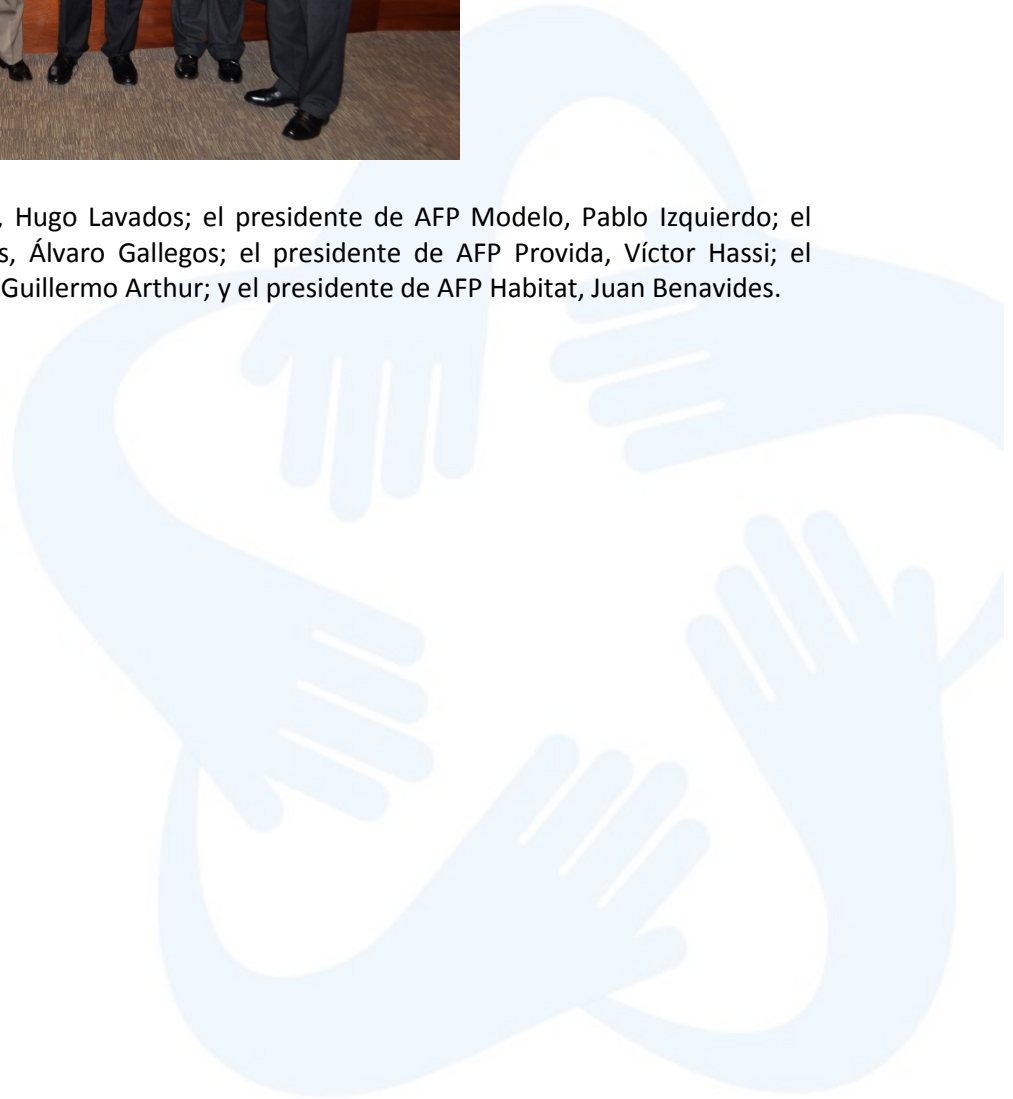 , Hugo Lavados; el presidente de AFP Modelo, Pablo Izquierdo; el
s, Álvaro Gallegos; el presidente de AFP Provida, Víctor Hassi; el
Guillermo Arthur; y el presidente de AFP Habitat, Juan Benavides.